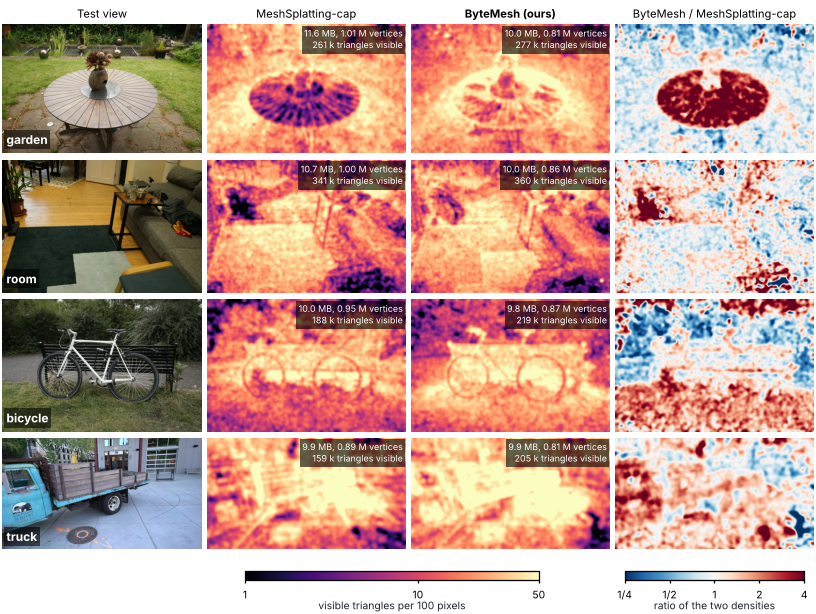 Test view
MeshSplatting-cap
ByteMesh (ours)
ByteMesh / MeshSplatting-cap
garden
11.6 MB, 1.01 M vertices
261 k triangles visible
10.0 MB, 0.81 M vertices
277 k triangles visible
room
10.7 MB, 1.00 M vertices
341 k triangles visible
10.0 MB, 0.86 M vertices
360 k triangles visible
bicycle
10.0 MB, 0.95 M vertices
188 k triangles visible
9.8 MB, 0.87 M vertices
219 k triangles visible
truck
9.9 MB, 0.89 M vertices
159 k triangles visible
9.9 MB, 0.81 M vertices
205 k triangles visible
1 10 50
visible triangles per 100 pixels
1/4 1/2 1 2 4
ratio of the two densities